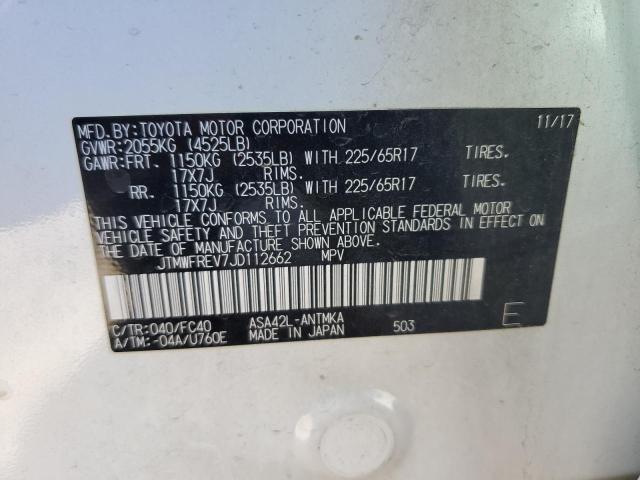 MFD.BY:TOYOTA MOTOR CORPORATION 11/17
GVWR:2055KG (4525LB)
GAWR:FRT. 1150KG (2535LB) WITH 225/65R17 TIRES.
17X7J RIMS.
RR. 1150KG (2535LB) WITH 225/65R17 TIRES.
17X7J RIMS.
THIS VEHICLE CONFORMS TO ALL APPLICABLE FEDERAL MOTOR
VEHICLE SAFETY AND THEFT PREVENTION STANDARDS IN EFFECT ON
THE DATE OF MANUFACTURE SHOWN ABOVE.
JTMWFREV7JD112662 MPV
C/TR:040/FC40 ASA42L-ANTMKA 503 E
A/TM:-04A/U760E MADE IN JAPAN